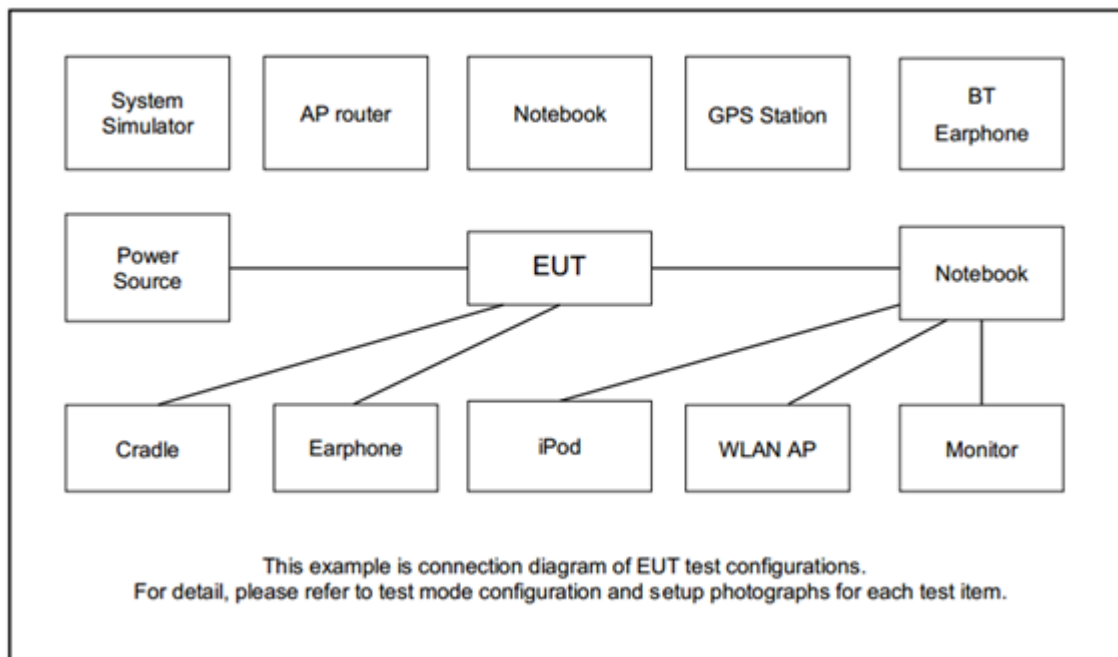 System
Simulator
AP router
Notebook
GPS Station
BT
Earphone
Power
Source
EUT
Notebook
Cradle
Earphone
iPod
WLAN AP
Monitor
This example is connection diagram of EUT test configurations.
For detail, please refer to test mode configuration and setup photographs for each test item.